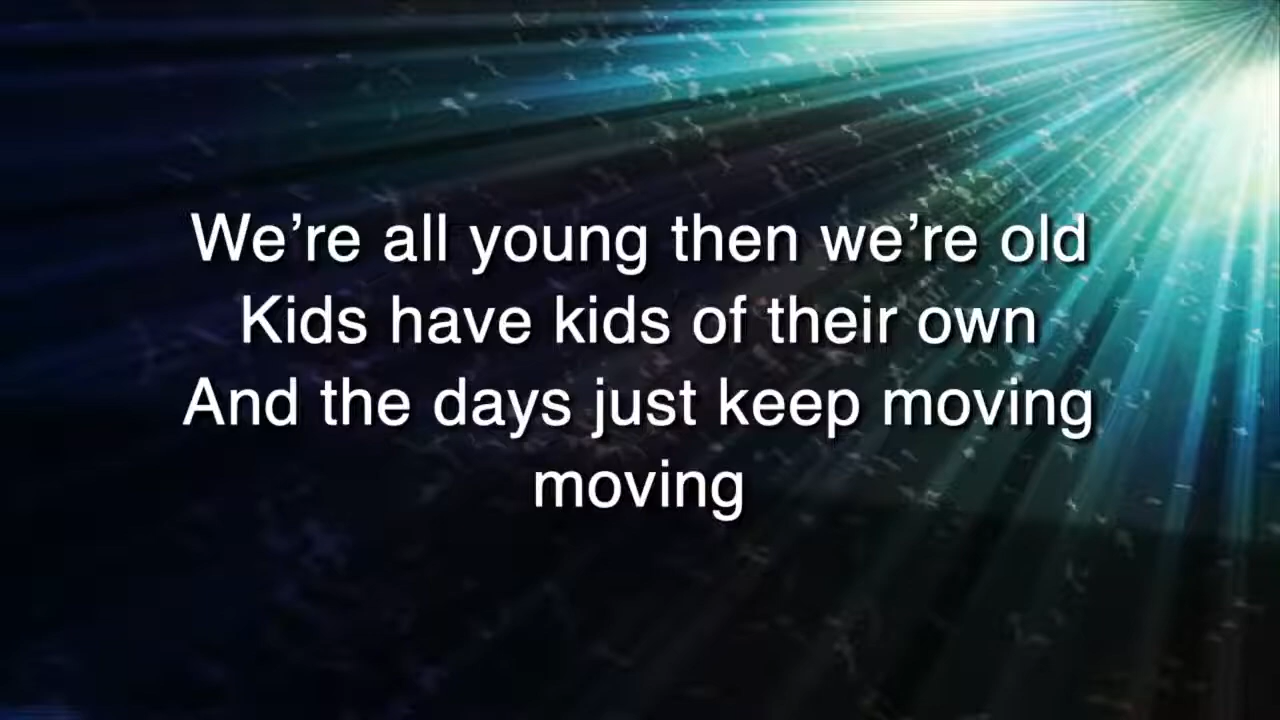 We’re all young then we’re old
Kids have kids of their own
And the days just keep moving
moving